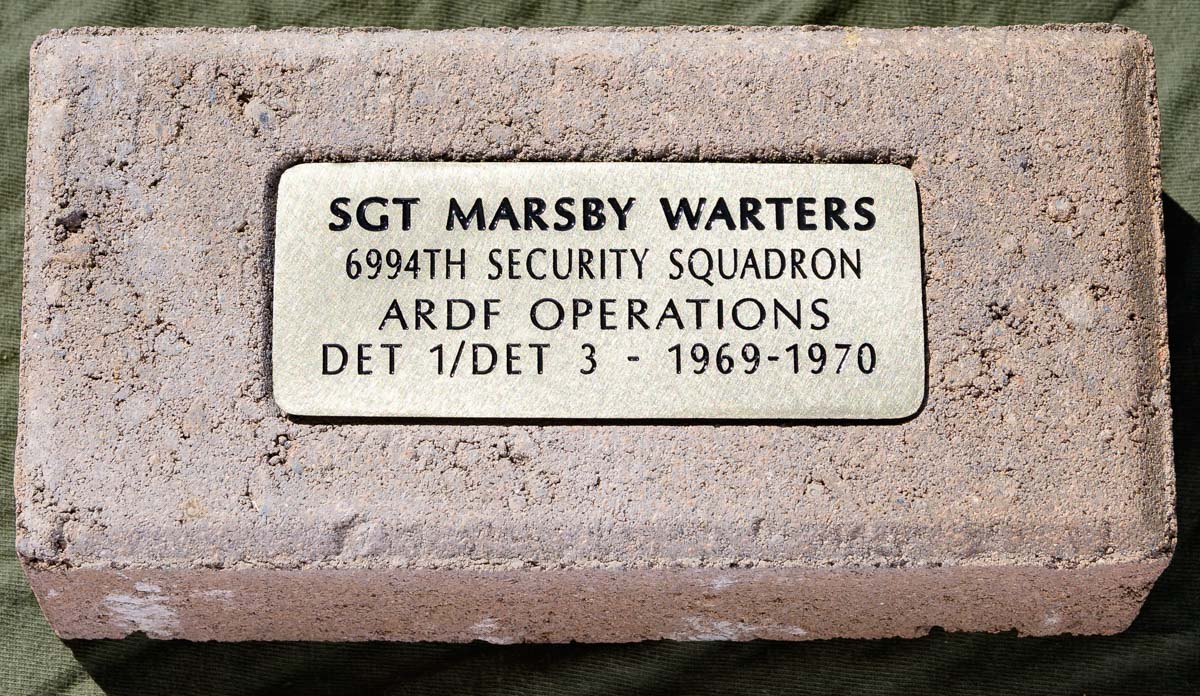 SGT MARSBY WARTERS
6994TH SECURITY SQUADRON
ARDF OPERATIONS
DET 1/DET 3 - 1969-1970